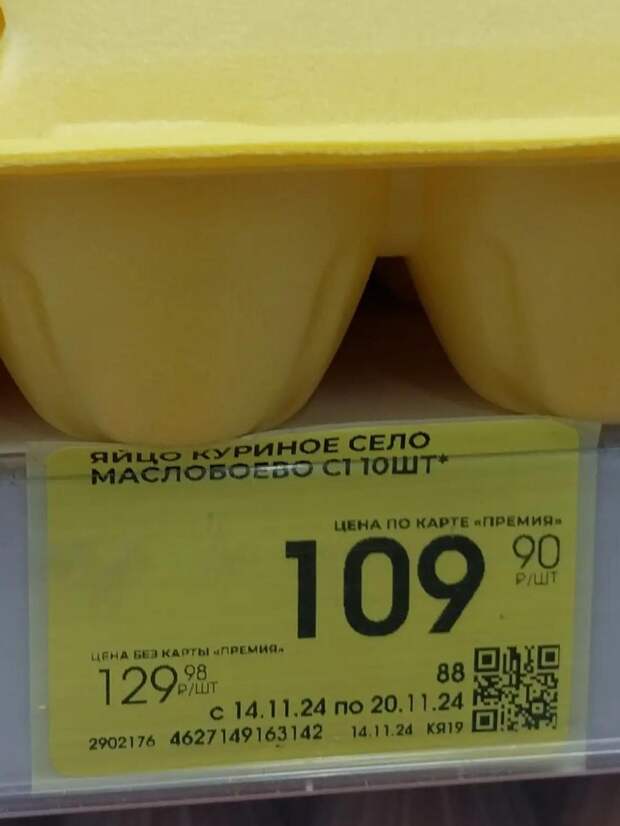 ЯЙЦО КУРИНОЕ СЕЛО
МАСЛОБОЕВО С1 10ШТ*
ЦЕНА ПО КАРТЕ «ПРЕМИЯ»
109 90
₽/ШТ
ЦЕНА БЕЗ КАРТЫ «ПРЕМИЯ»
129 98
₽/ШТ
88
с 14.11.24 по 20.11.24
2902176 4627149163142 14.11.24 КЯ19